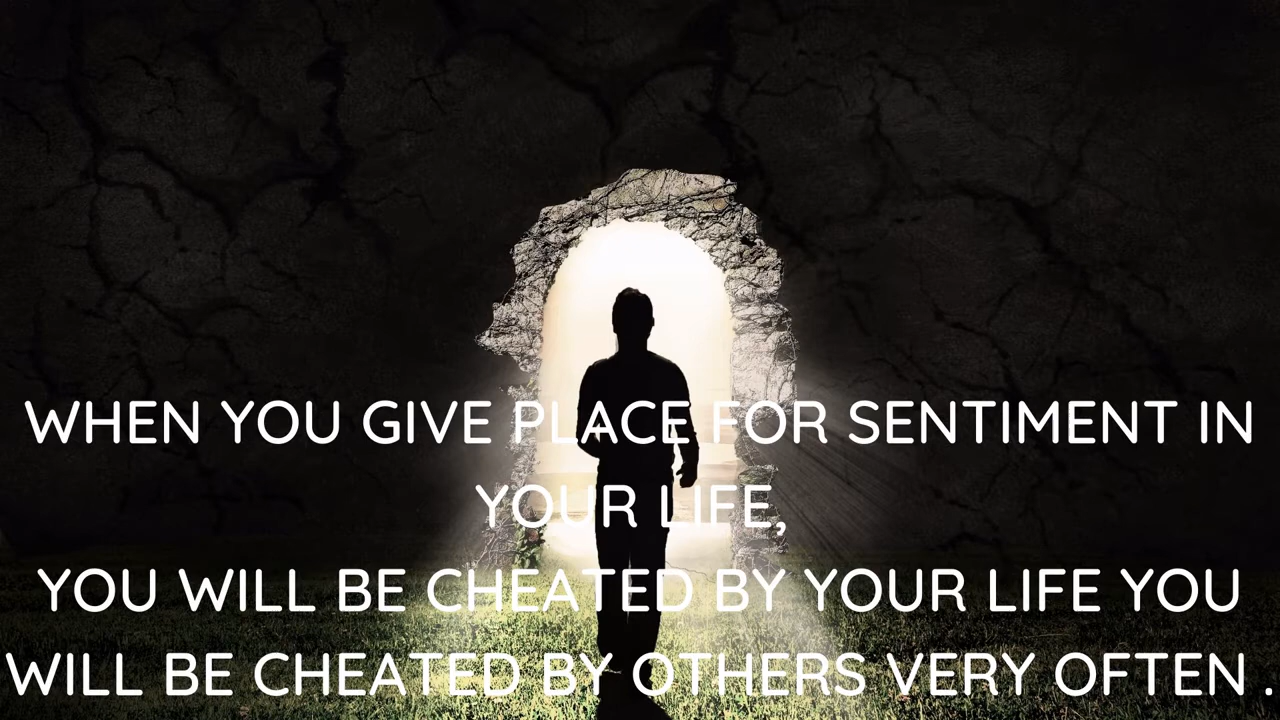 WHEN YOU GIVE PLACE FOR SENTIMENT IN
YOUR LIFE,
YOU WILL BE CHEATED BY YOUR LIFE YOU
WILL BE CHEATED BY OTHERS VERY OFTEN .